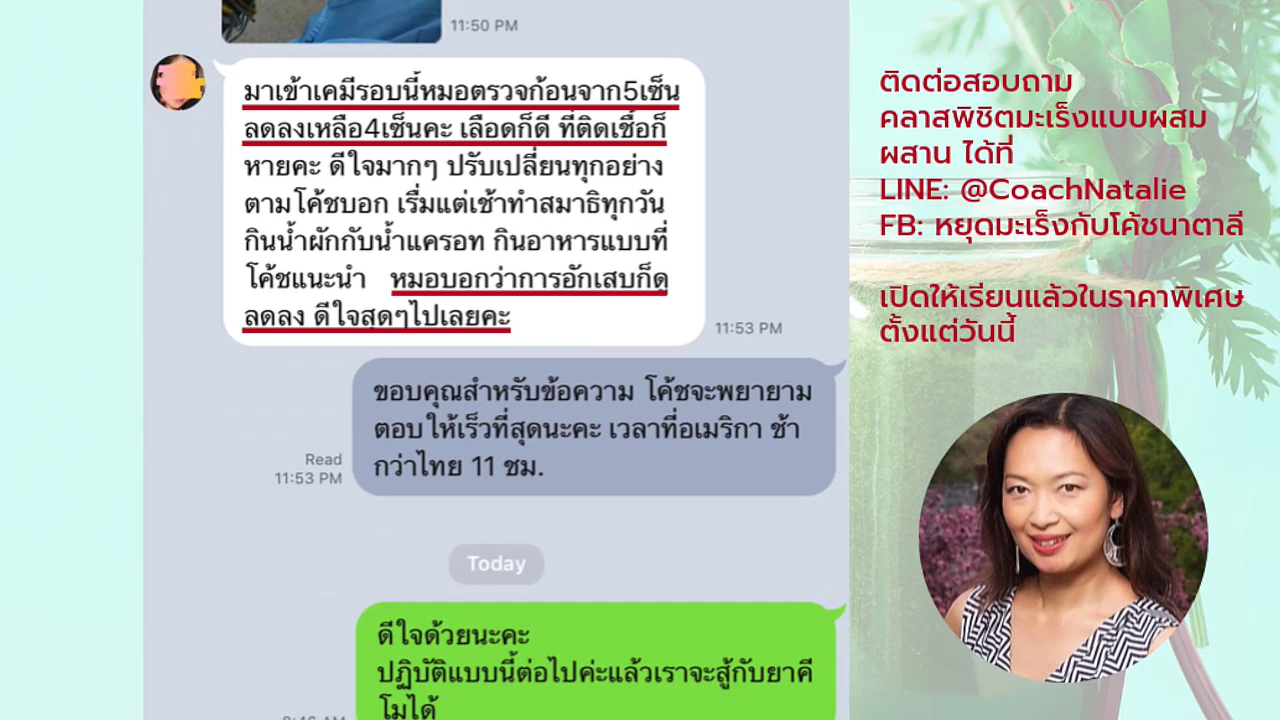 11:50 PM
มาเข้าเคมีรอบนี้หมอตรวจก้อนจาก5เซ็น
ลดลงเหลือ4เซ็นคะ เลือดก็ดี ที่ติดเชื้อก็
หายคะ ดีใจมากๆ ปรับเปลี่ยนทุกอย่าง
ตามโค้ชบอก เริ่มแต่เช้าทำสมาธิทุกวัน
กินน้ำผักกับน้ำแครอท กินอาหารแบบที่
โค้ชแนะนำ หมอบอกว่าการอักเสบก็ดู
ลดลง ดีใจสุดๆไปเลยคะ
11:53 PM
ขอบคุณสำหรับข้อความ โค้ชจะพยายาม
ตอบให้เร็วที่สุดนะคะ เวลาที่อเมริกา ช้า
กว่าไทย 11 ชม.
Read
11:53 PM
Today
ดีใจด้วยนะคะ
ปฏิบัติแบบนี้ต่อไปค่ะแล้วเราจะสู้กับยาคี
โมได้
ติดต่อสอบถาม
คลาสพิชิตมะเร็งแบบผสม
ผสาน ได้ที่
LINE: @CoachNatalie
FB: หยุดมะเร็งกับโค้ชนาตาลี
เปิดให้เรียนแล้วในราคาพิเศษ
ตั้งแต่วันนี้